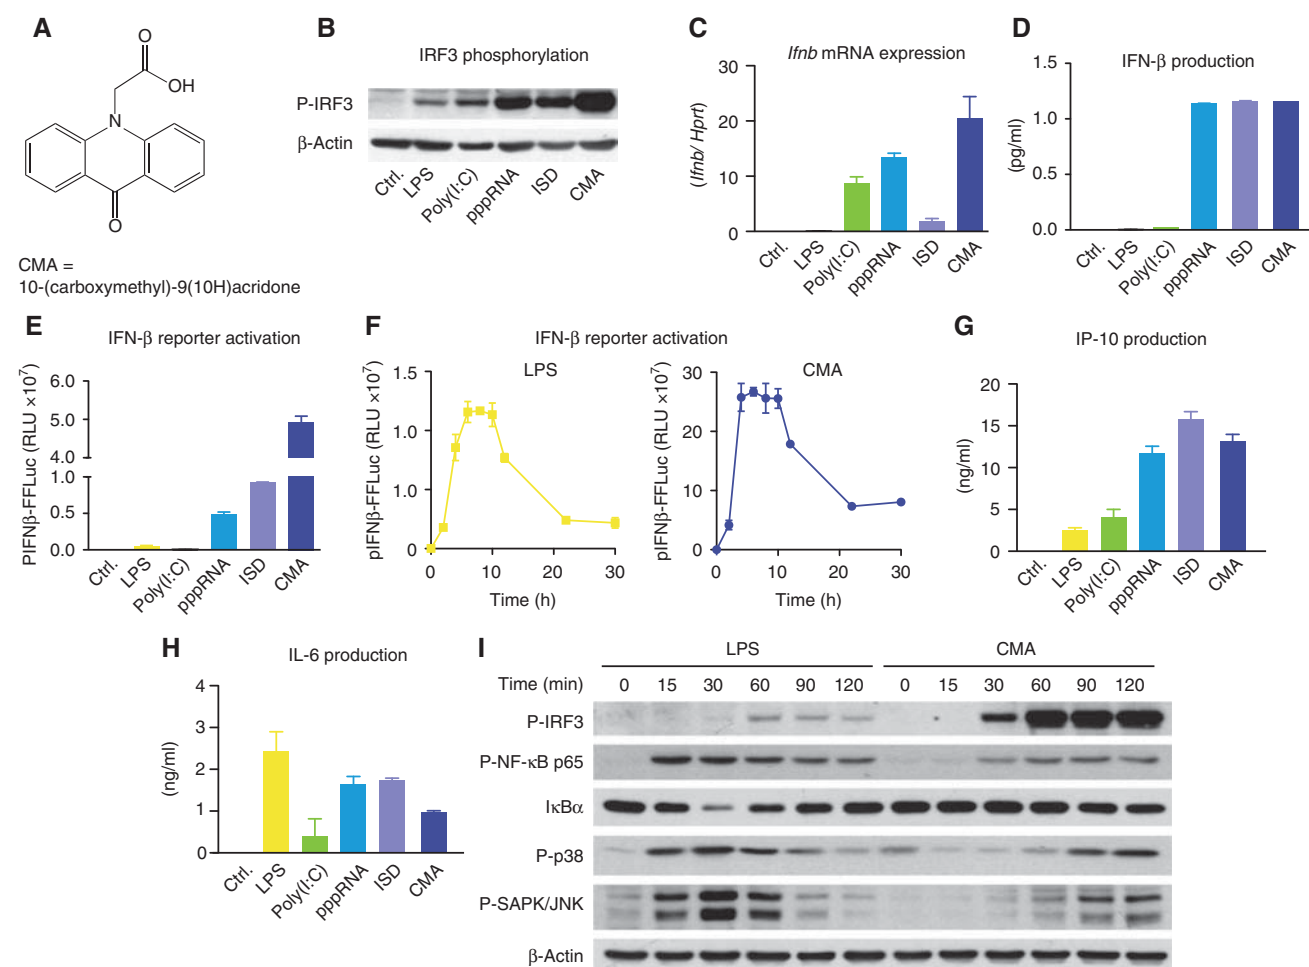 A
O
OH
N
O
CMA =
10-(carboxymethyl)-9(10H)acridone
B
IRF3 phosphorylation
P-IRF3
β-Actin
Ctrl.
LPS
Poly(I:C)
pppRNA
ISD
CMA
C
Ifnb mRNA expression
(Ifnb/ Hprt)
30
20
10
0
Ctrl.
LPS
Poly(I:C)
pppRNA
ISD
CMA
D
IFN-β production
(pg/ml)
1.5
1.0
0.5
0.0
Ctrl.
LPS
Poly(I:C)
pppRNA
ISD
CMA
E
IFN-β reporter activation
PIFNβ-FFLuc (RLU ×10⁷)
6.0
5.0
4.0
1.0
0.5
0.0
Ctrl.
LPS
Poly(I:C)
pppRNA
ISD
CMA
F
IFN-β reporter activation
LPS
pIFNβ-FFLuc (RLU ×10⁷)
1.5
1.0
1.0
0
0 10 20 30
Time (h)
CMA
pIFNβ-FFLuc (RLU ×10⁷)
30
20
10
0
0 10 20 30
Time (h)
G
IP-10 production
(ng/ml)
20
15
10
5
0
Ctrl.
LPS
Poly(I:C)
pppRNA
ISD
CMA
H
IL-6 production
(ng/ml)
4
3
2
1
0
Ctrl.
LPS
Poly(I:C)
pppRNA
ISD
CMA
I
LPS CMA
Time (min) 0 15 30 60 90 120 0 15 30 60 90 120
P-IRF3
P-NF-κB p65
IκBα
P-p38
P-SAPK/JNK
β-Actin